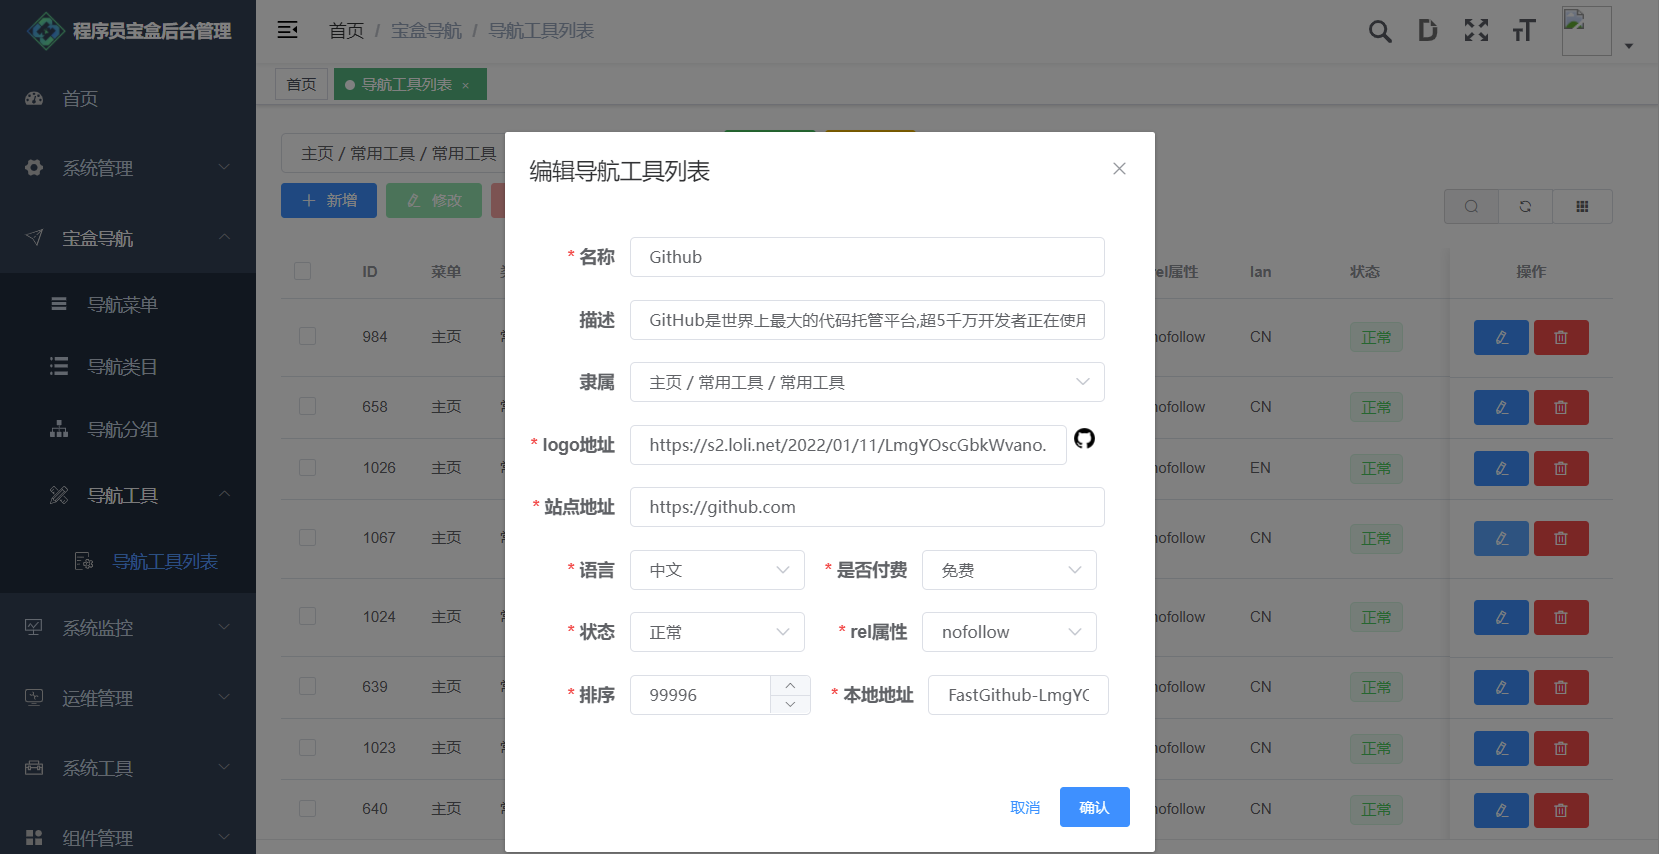 程序员宝盒后台管理
首页 / 宝盒导航 / 导航工具列表
首页
导航工具列表 ×
首页
系统管理
宝盒导航
导航菜单
导航类目
导航分组
导航工具
导航工具列表
系统监控
运维管理
系统工具
组件管理
主页 / 常用工具 / 常用工具
新增
修改
ID 菜单 rel属性 lan 状态 操作
984 主页 nofollow CN 正常
658 主页 nofollow CN 正常
1026 主页 nofollow EN 正常
1067 主页 nofollow CN 正常
1024 主页 nofollow CN 正常
639 主页 nofollow CN 正常
1023 主页 nofollow CN 正常
640 主页 nofollow CN 正常
编辑导航工具列表
* 名称 Github
描述 GitHub是世界上最大的代码托管平台,超5千万开发者正在使用
隶属 主页 / 常用工具 / 常用工具
* logo地址 https://s2.loli.net/2022/01/11/LmgYOscGbkWvano.
* 站点地址 https://github.com
* 语言 中文 * 是否付费 免费
* 状态 正常 * rel属性 nofollow
* 排序 99996 * 本地地址 FastGithub-LmgYO
取消 确认